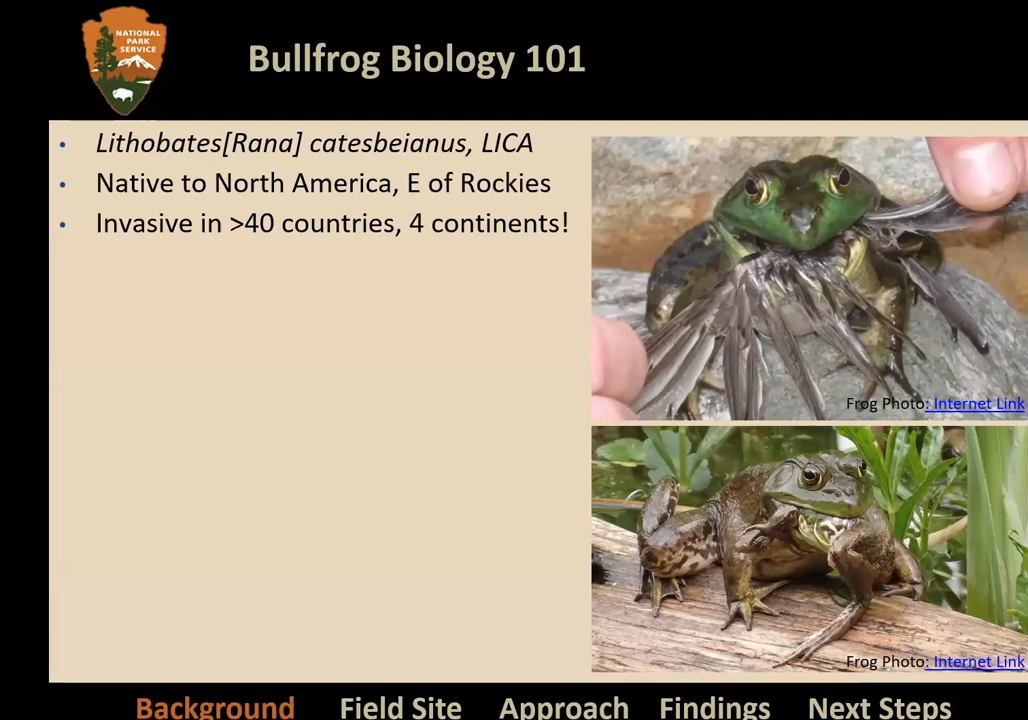 NATIONAL
PARK
SERVICE
Bullfrog Biology 101
• Lithobates[Rana] catesbeianus, LICA
• Native to North America, E of Rockies
• Invasive in >40 countries, 4 continents!
Frog Photo: Internet Link
Frog Photo: Internet Link
Background Field Site Approach Findings Next Steps